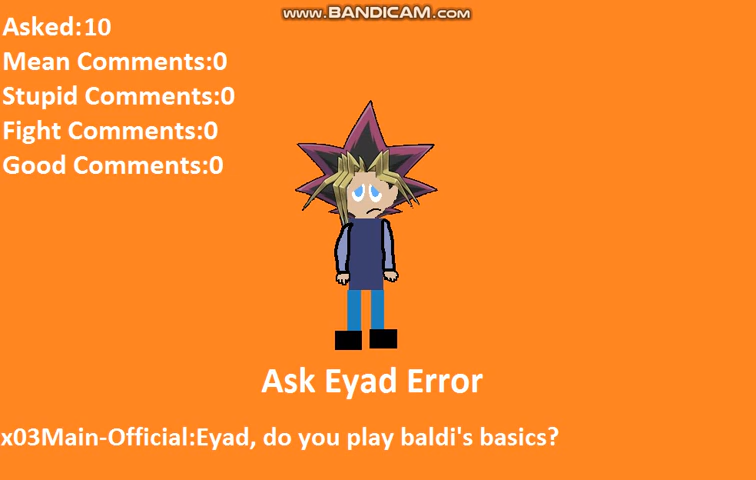 www.BANDICAM.com
Asked:10
Mean Comments:0
Stupid Comments:0
Fight Comments:0
Good Comments:0
Ask Eyad Error
x03Main-Official:Eyad, do you play baldi's basics?